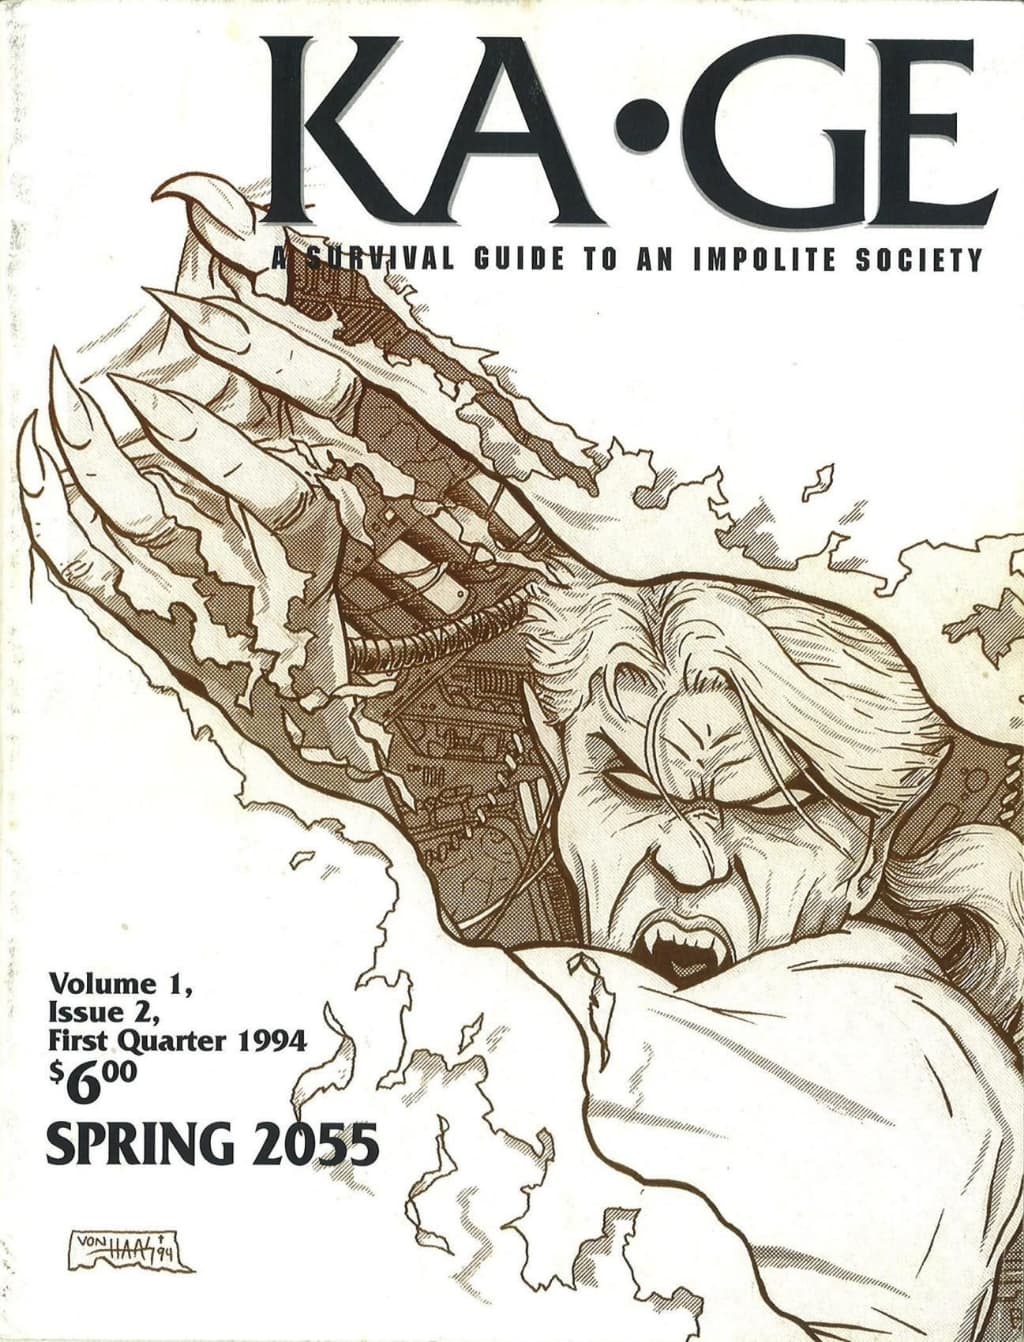 KA•GE
A SURVIVAL GUIDE TO AN IMPOLITE SOCIETY
Volume 1,
Issue 2,
First Quarter 1994
$6.00
SPRING 2055
VON HAAS '94